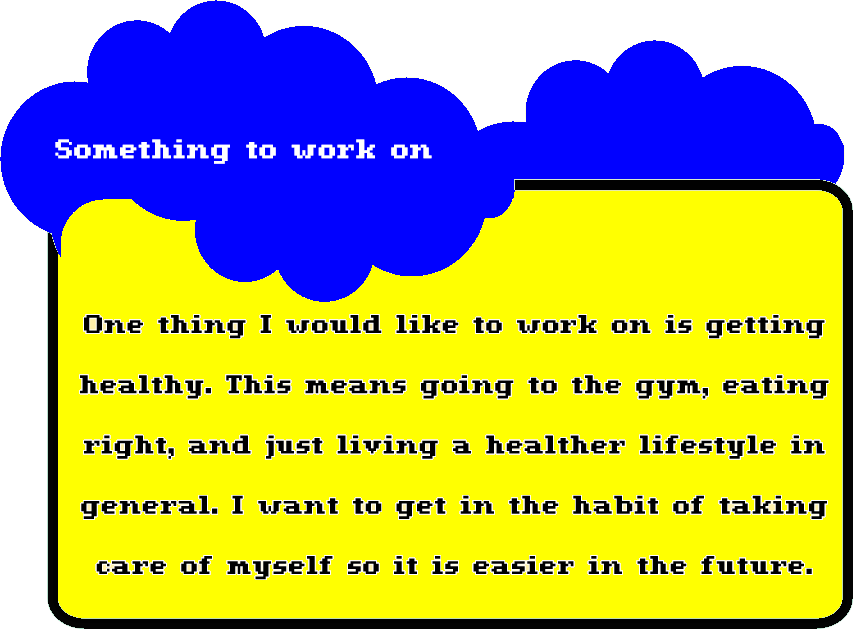 Something to work on
One thing I would like to work on is getting
healthy. This means going to the gym, eating
right, and just living a healther lifestyle in
general. I want to get in the habit of taking
care of myself so it is easier in the future.